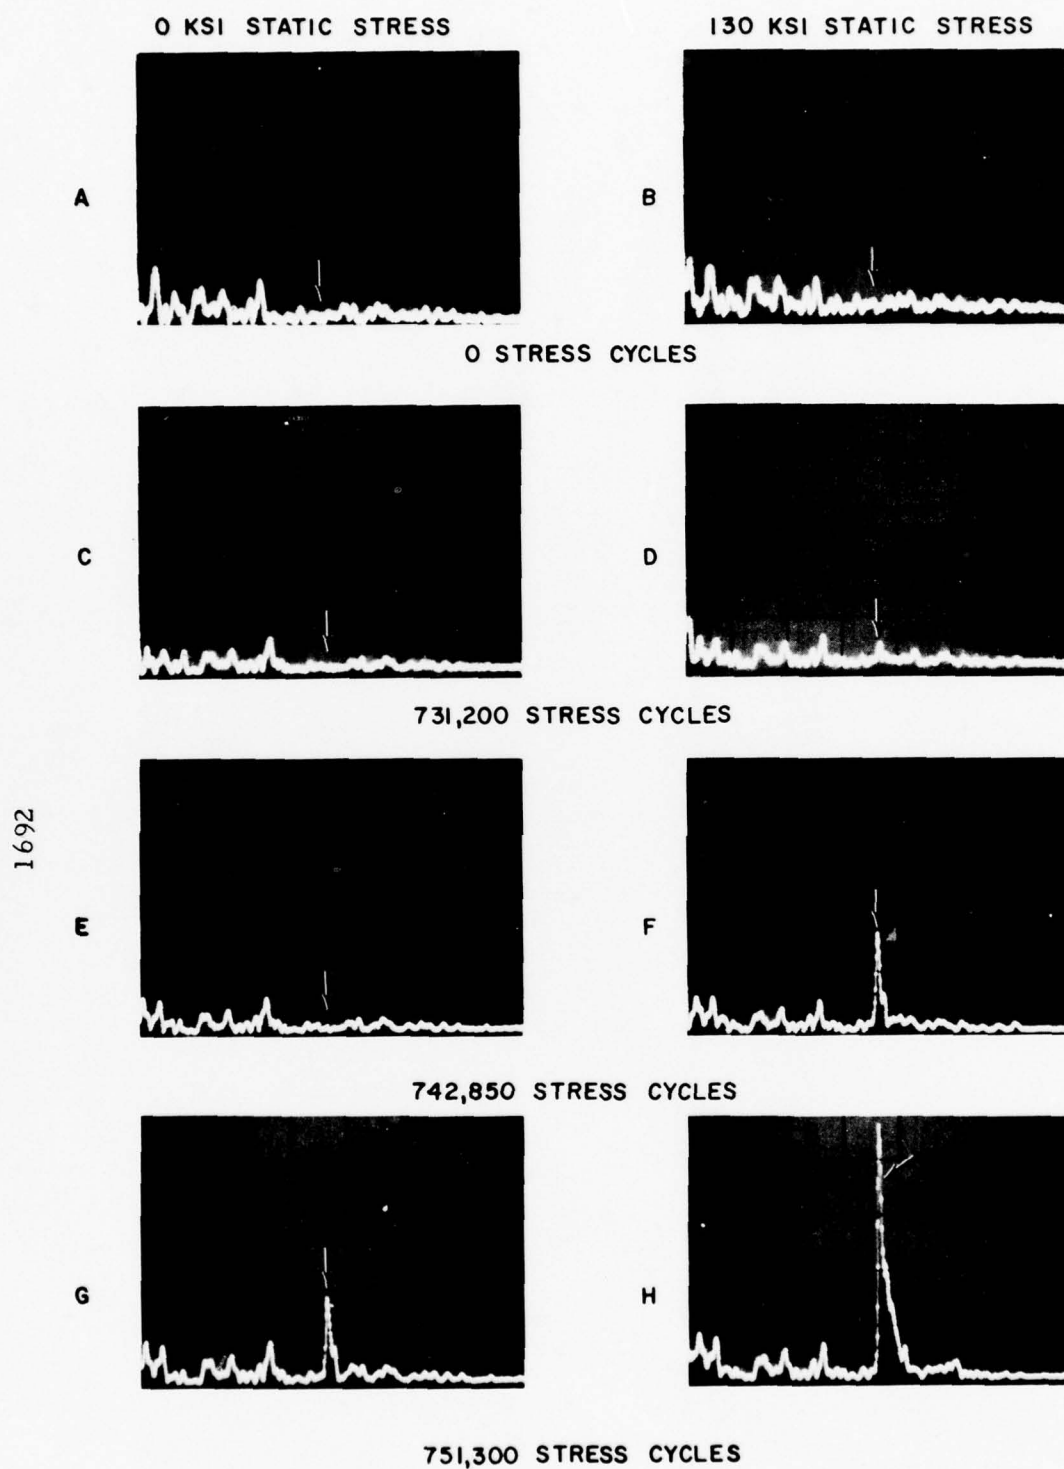 0 KSI STATIC STRESS
130 KSI STATIC STRESS
A
B
0 STRESS CYCLES
C
D
731,200 STRESS CYCLES
1692
E
F
742,850 STRESS CYCLES
G
H
751,300 STRESS CYCLES